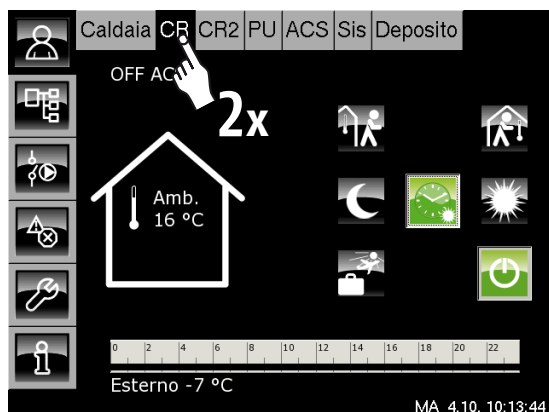 Caldaia CR CR2 PU ACS Sis Deposito
OFF AC
2x
Amb.
16 °C
0 2 4 6 8 10 12 14 16 18 20 22
Esterno -7 °C
MA 4.10. 10:13:44